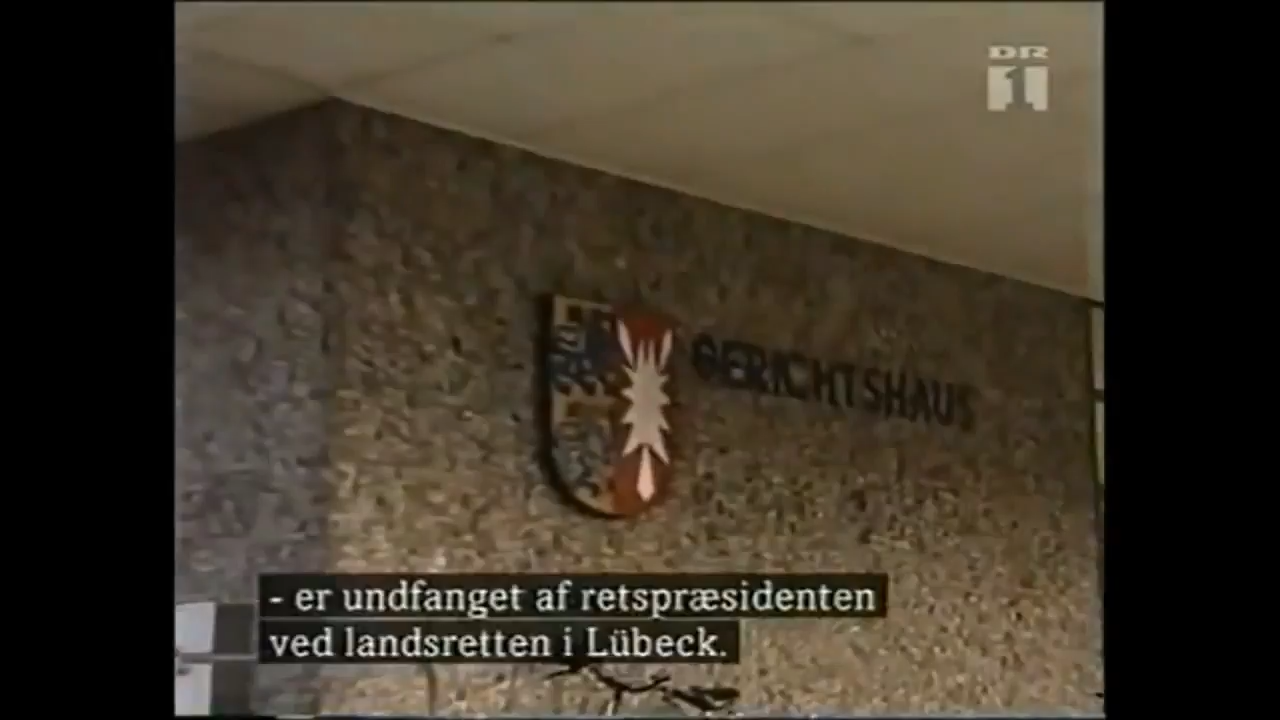 DR
1
GERICHTSHAUS
- er undfanget af retspræsidenten
ved landsretten i Lübeck.